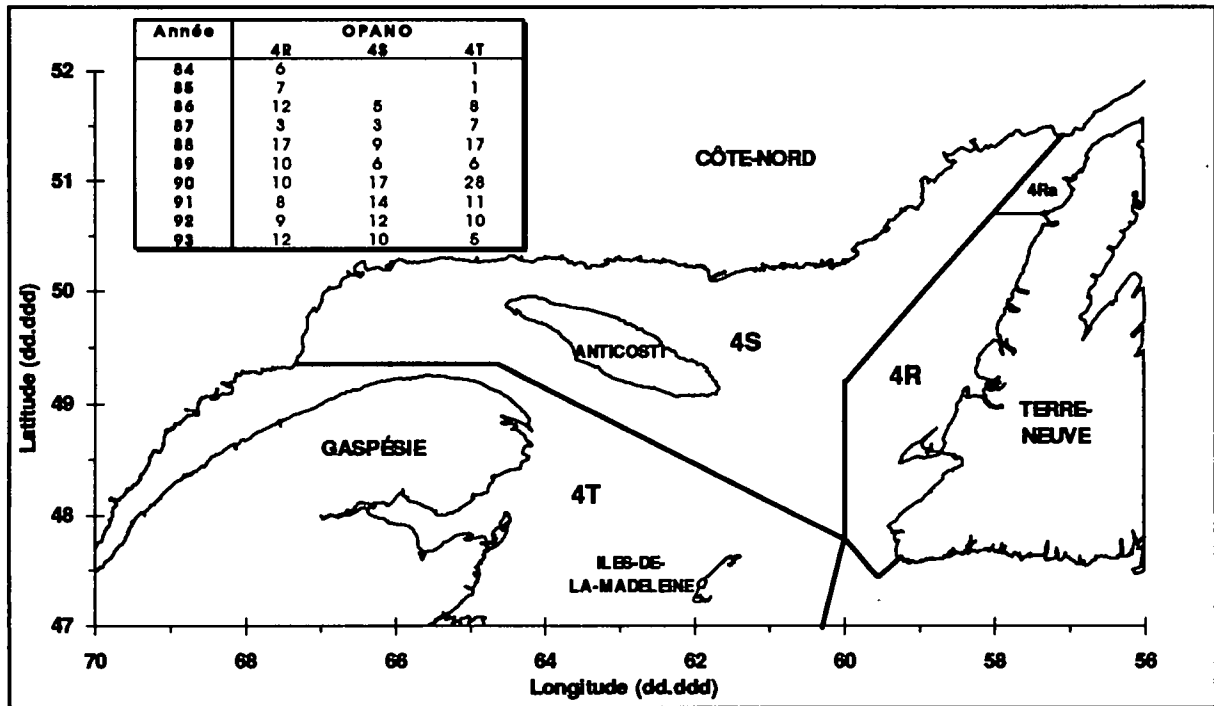 Année OPANO
4R 4S 4T
84 6 1
85 7 1
86 12 5 8
87 3 3 7
88 17 9 17
89 10 6 6
90 10 17 28
91 8 14 11
92 9 12 10
93 12 10 5
52
51
50
49
48
47
Latitude (dd.ddd)
CÔTE-NORD
4Ra
4S
ANTICOSTI
4R
TERRE-
NEUVE
GASPÉSIE
4T
ILES-DE-
LA-MADELEINE
70 68 66 64 62 60 58 56
Longitude (dd.ddd)